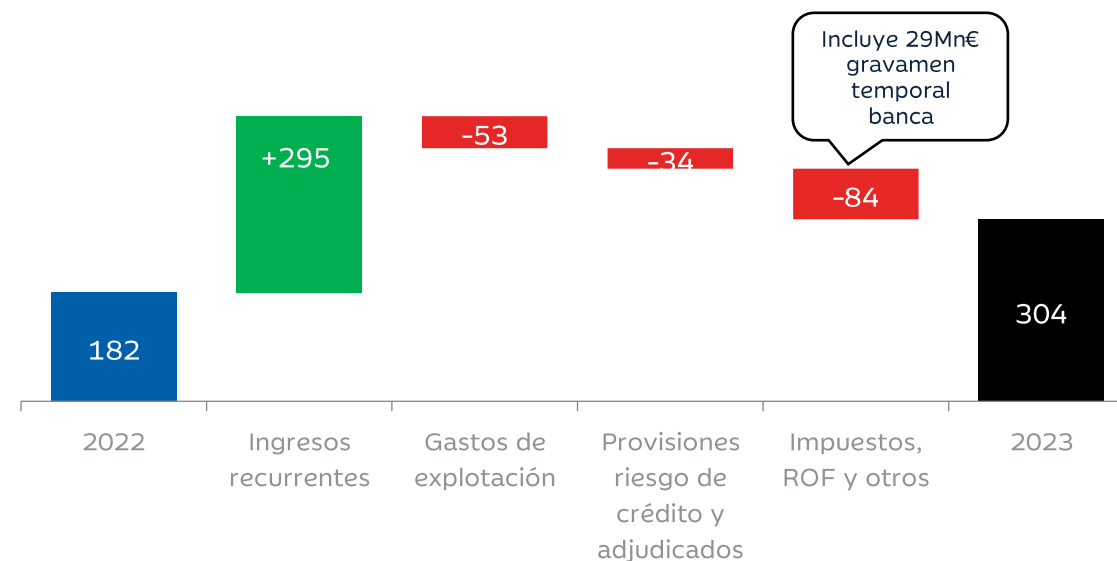 Incluye 29Mn€
gravamen
temporal
banca
+295
-53
-34
-84
182
304
2022
Ingresos
recurrentes
Gastos de
explotación
Provisiones
riesgo de
crédito y
adjudicados
Impuestos,
ROF y otros
2023